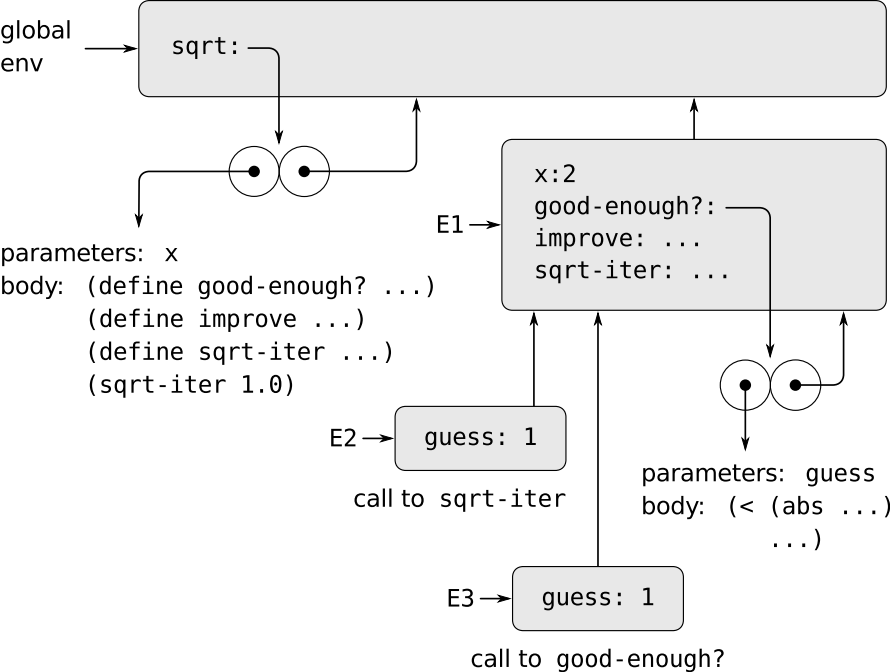 global
env
sqrt:
parameters: x
body: (define good-enough? ...)
(define improve ...)
(define sqrt-iter ...)
(sqrt-iter 1.0)
E1
x:2
good-enough?:
improve: ...
sqrt-iter: ...
E2
guess: 1
call to sqrt-iter
parameters: guess
body: (< (abs ...)
...)
E3
guess: 1
call to good-enough?